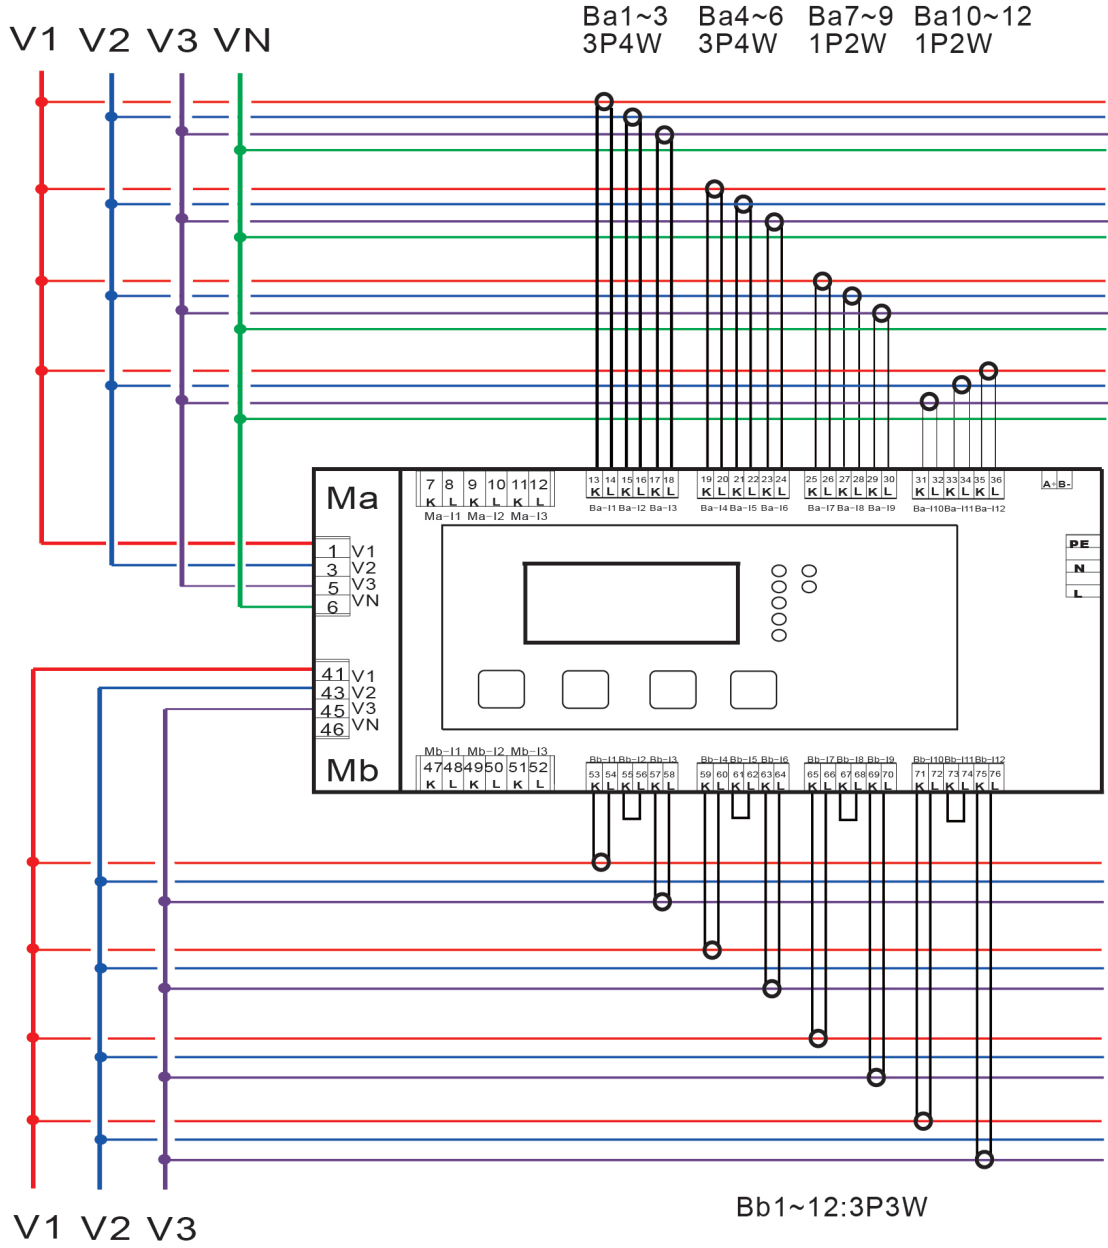 V1 V2 V3 VN
Ba1~3 Ba4~6 Ba7~9 Ba10~12
3P4W 3P4W 1P2W 1P2W
Ma
7 8 9 10 11 12
K L K L K L
Ma-I1 Ma-I2 Ma-I3
13 14 15 16 17 18
K L K L K L
Ba-I1 Ba-I2 Ba-I3
19 20 21 22 23 24
K L K L K L
Ba-I4 Ba-I5 Ba-I6
25 26 27 28 29 30
K L K L K L
Ba-I7 Ba-I8 Ba-I9
31 32 33 34 35 36
K L K L K L
Ba-I10 Ba-I11 Ba-I12
A+ B-
1 V1
3 V2
5 V3
6 VN
PE
N
L
41 V1
43 V2
45 V3
46 VN
Mb
Mb-I1 Mb-I2 Mb-I3
47 48 49 50 51 52
K L K L K L
Bb-I1 Bb-I2 Bb-I3
53 54 55 56 57 58
K L K L K L
Bb-I4 Bb-I5 Bb-I6
59 60 61 62 63 64
K L K L K L
Bb-I7 Bb-I8 Bb-I9
65 66 67 68 69 70
K L K L K L
Bb-I10 Bb-I11 Bb-I12
71 72 73 74 75 76
K L K L K L
Bb1~12:3P3W
V1 V2 V3